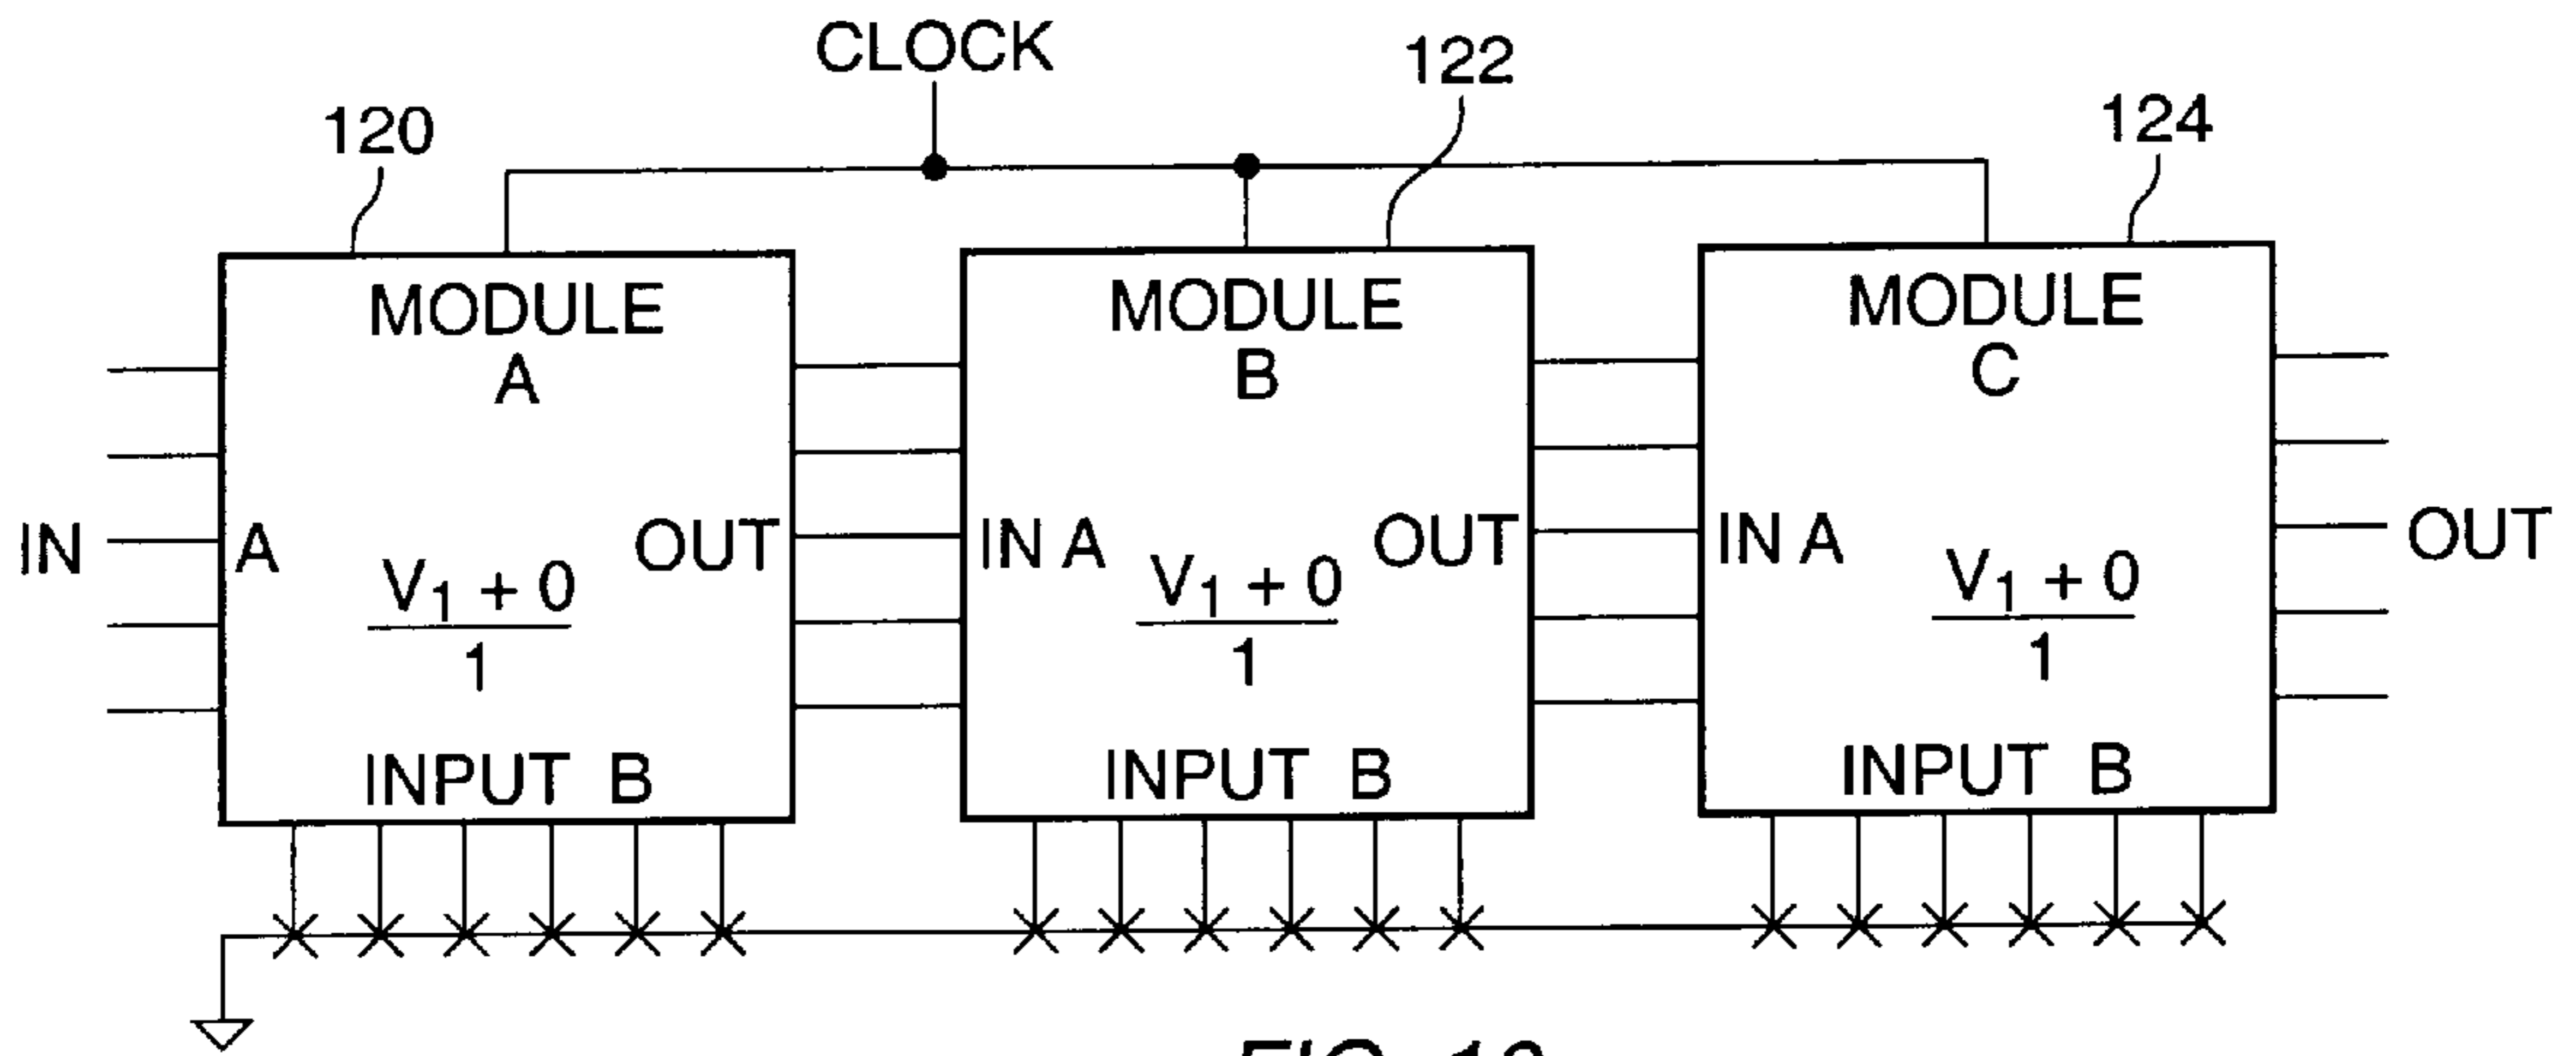 CLOCK
120
122
124
MODULE
A
MODULE
B
MODULE
C
IN
A
OUT
IN A
OUT
IN A
OUT
V1 + 0
1
V1 + 0
1
V1 + 0
1
INPUT B
INPUT B
INPUT B